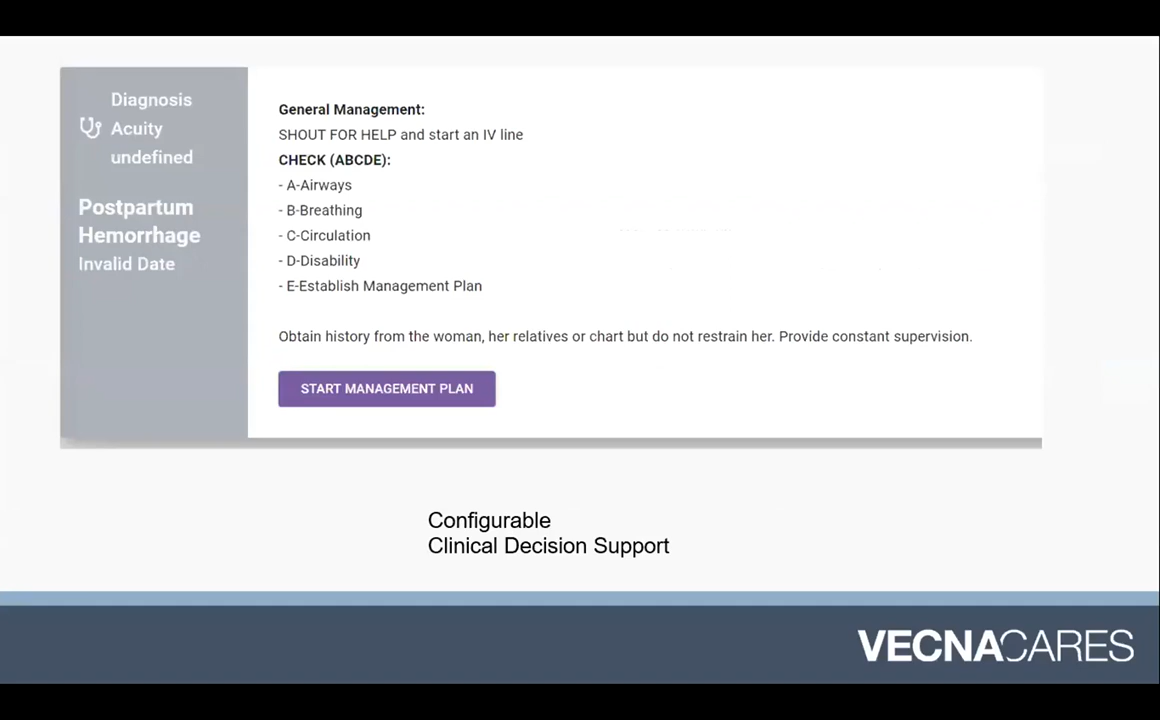 Diagnosis
Acuity
undefined
Postpartum
Hemorrhage
Invalid Date
General Management:
SHOUT FOR HELP and start an IV line
CHECK (ABCDE):
- A-Airways
- B-Breathing
- C-Circulation
- D-Disability
- E-Establish Management Plan
Obtain history from the woman, her relatives or chart but do not restrain her. Provide constant supervision.
START MANAGEMENT PLAN
Configurable
Clinical Decision Support
VECNACARES